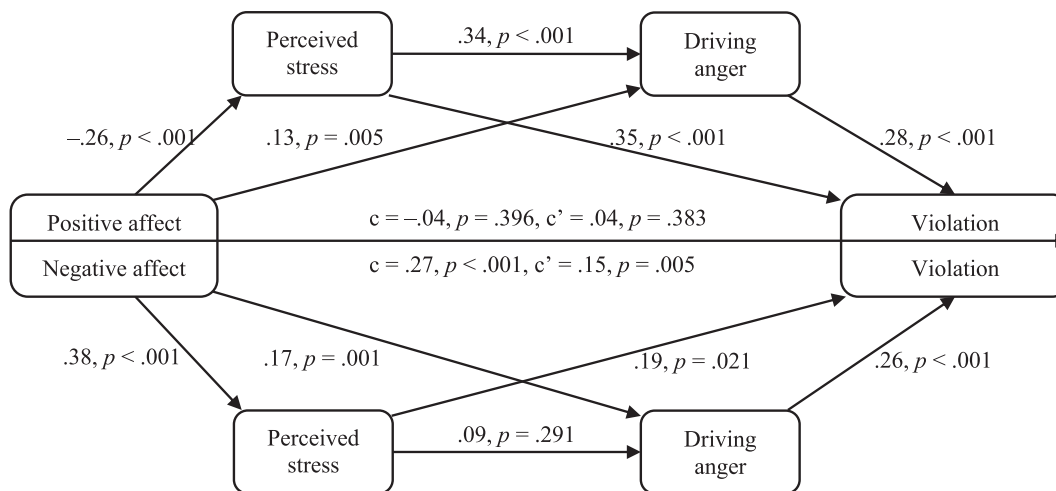 Perceived
stress
.34, p < .001
Driving
anger
–.26, p < .001
.13, p = .005
.35, p < .001
.28, p < .001
Positive affect
c = –.04, p = .396, c’ = .04, p = .383
Violation
Negative affect
c = .27, p < .001, c’ = .15, p = .005
Violation
.38, p < .001
.17, p = .001
.19, p = .021
.26, p < .001
Perceived
stress
.09, p = .291
Driving
anger